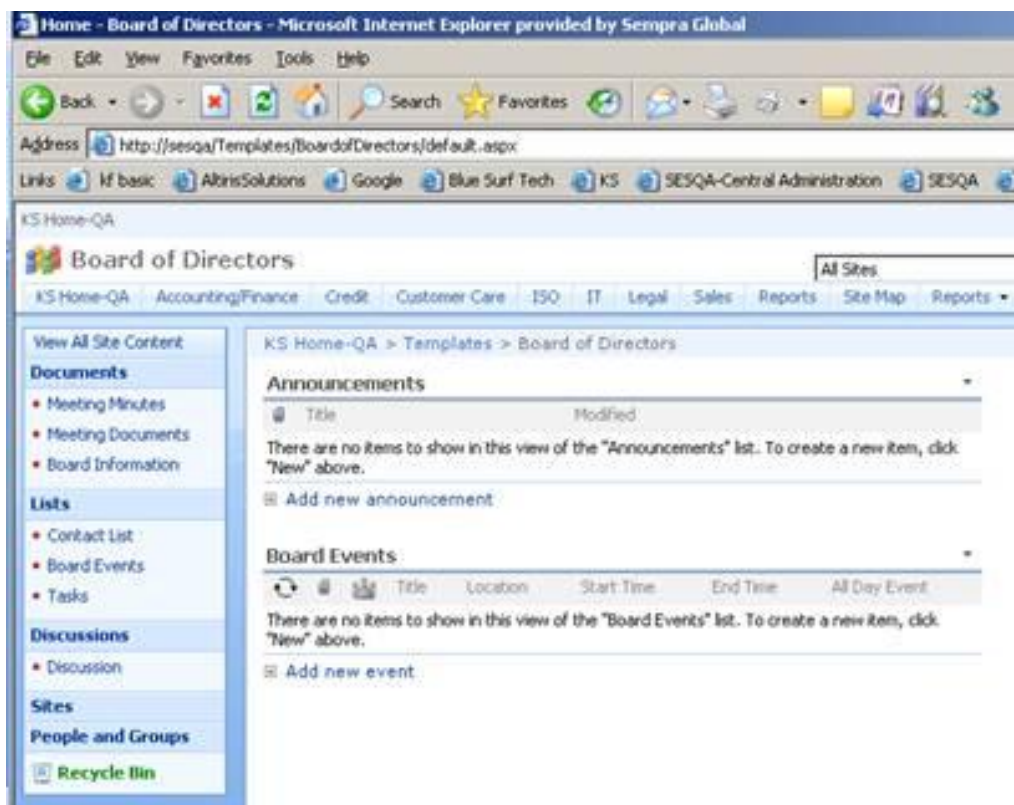 Home - Board of Directors - Microsoft Internet Explorer provided by Sempra Global
File Edit View Favorites Tools Help
Back Search Favorites
Address http://sesqa/Templates/BoardofDirectors/default.aspx
Links kf basic AltirisSolutions Google Blue Surf Tech KS SESQA-Central Administration SESQA
KS Home-QA
Board of Directors
All Sites
KS Home-QA Accounting/Finance Credit Customer Care ISO IT Legal Sales Reports Site Map Reports
View All Site Content
Documents
Meeting Minutes
Meeting Documents
Board Information
Lists
Contact List
Board Events
Tasks
Discussions
Discussion
Sites
People and Groups
Recycle Bin
KS Home-QA > Templates > Board of Directors
Announcements
Title Modified
There are no items to show in this view of the "Announcements" list. To create a new item, click
"New" above.
Add new announcement
Board Events
Title Location Start Time End Time All Day Event
There are no items to show in this view of the "Board Events" list. To create a new item, click
"New" above.
Add new event